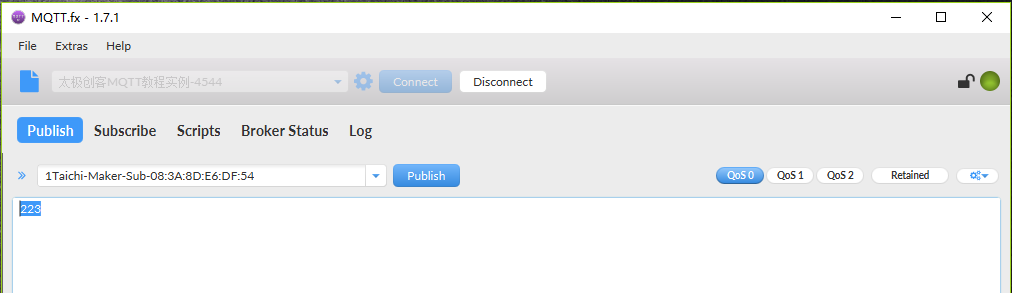 MQTT.fx - 1.7.1
File Extras Help
太极创客MQTT教程实例-4544 Connect Disconnect
Publish Subscribe Scripts Broker Status Log
1Taichi-Maker-Sub-08:3A:8D:E6:DF:54 Publish QoS 0 QoS 1 QoS 2 Retained
223